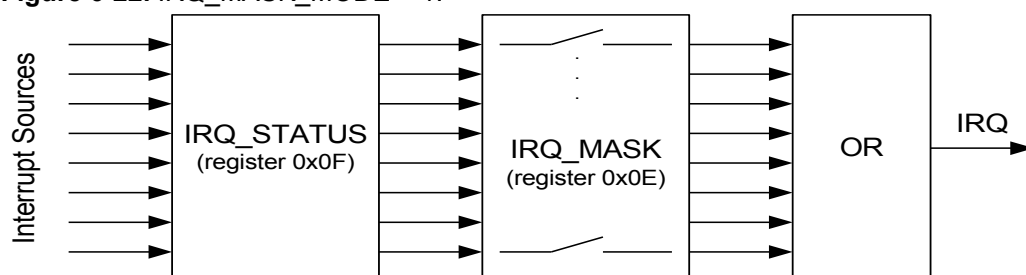 Interrupt Sources
IRQ_STATUS
(register 0x0F)
IRQ_MASK
(register 0x0E)
OR
IRQ